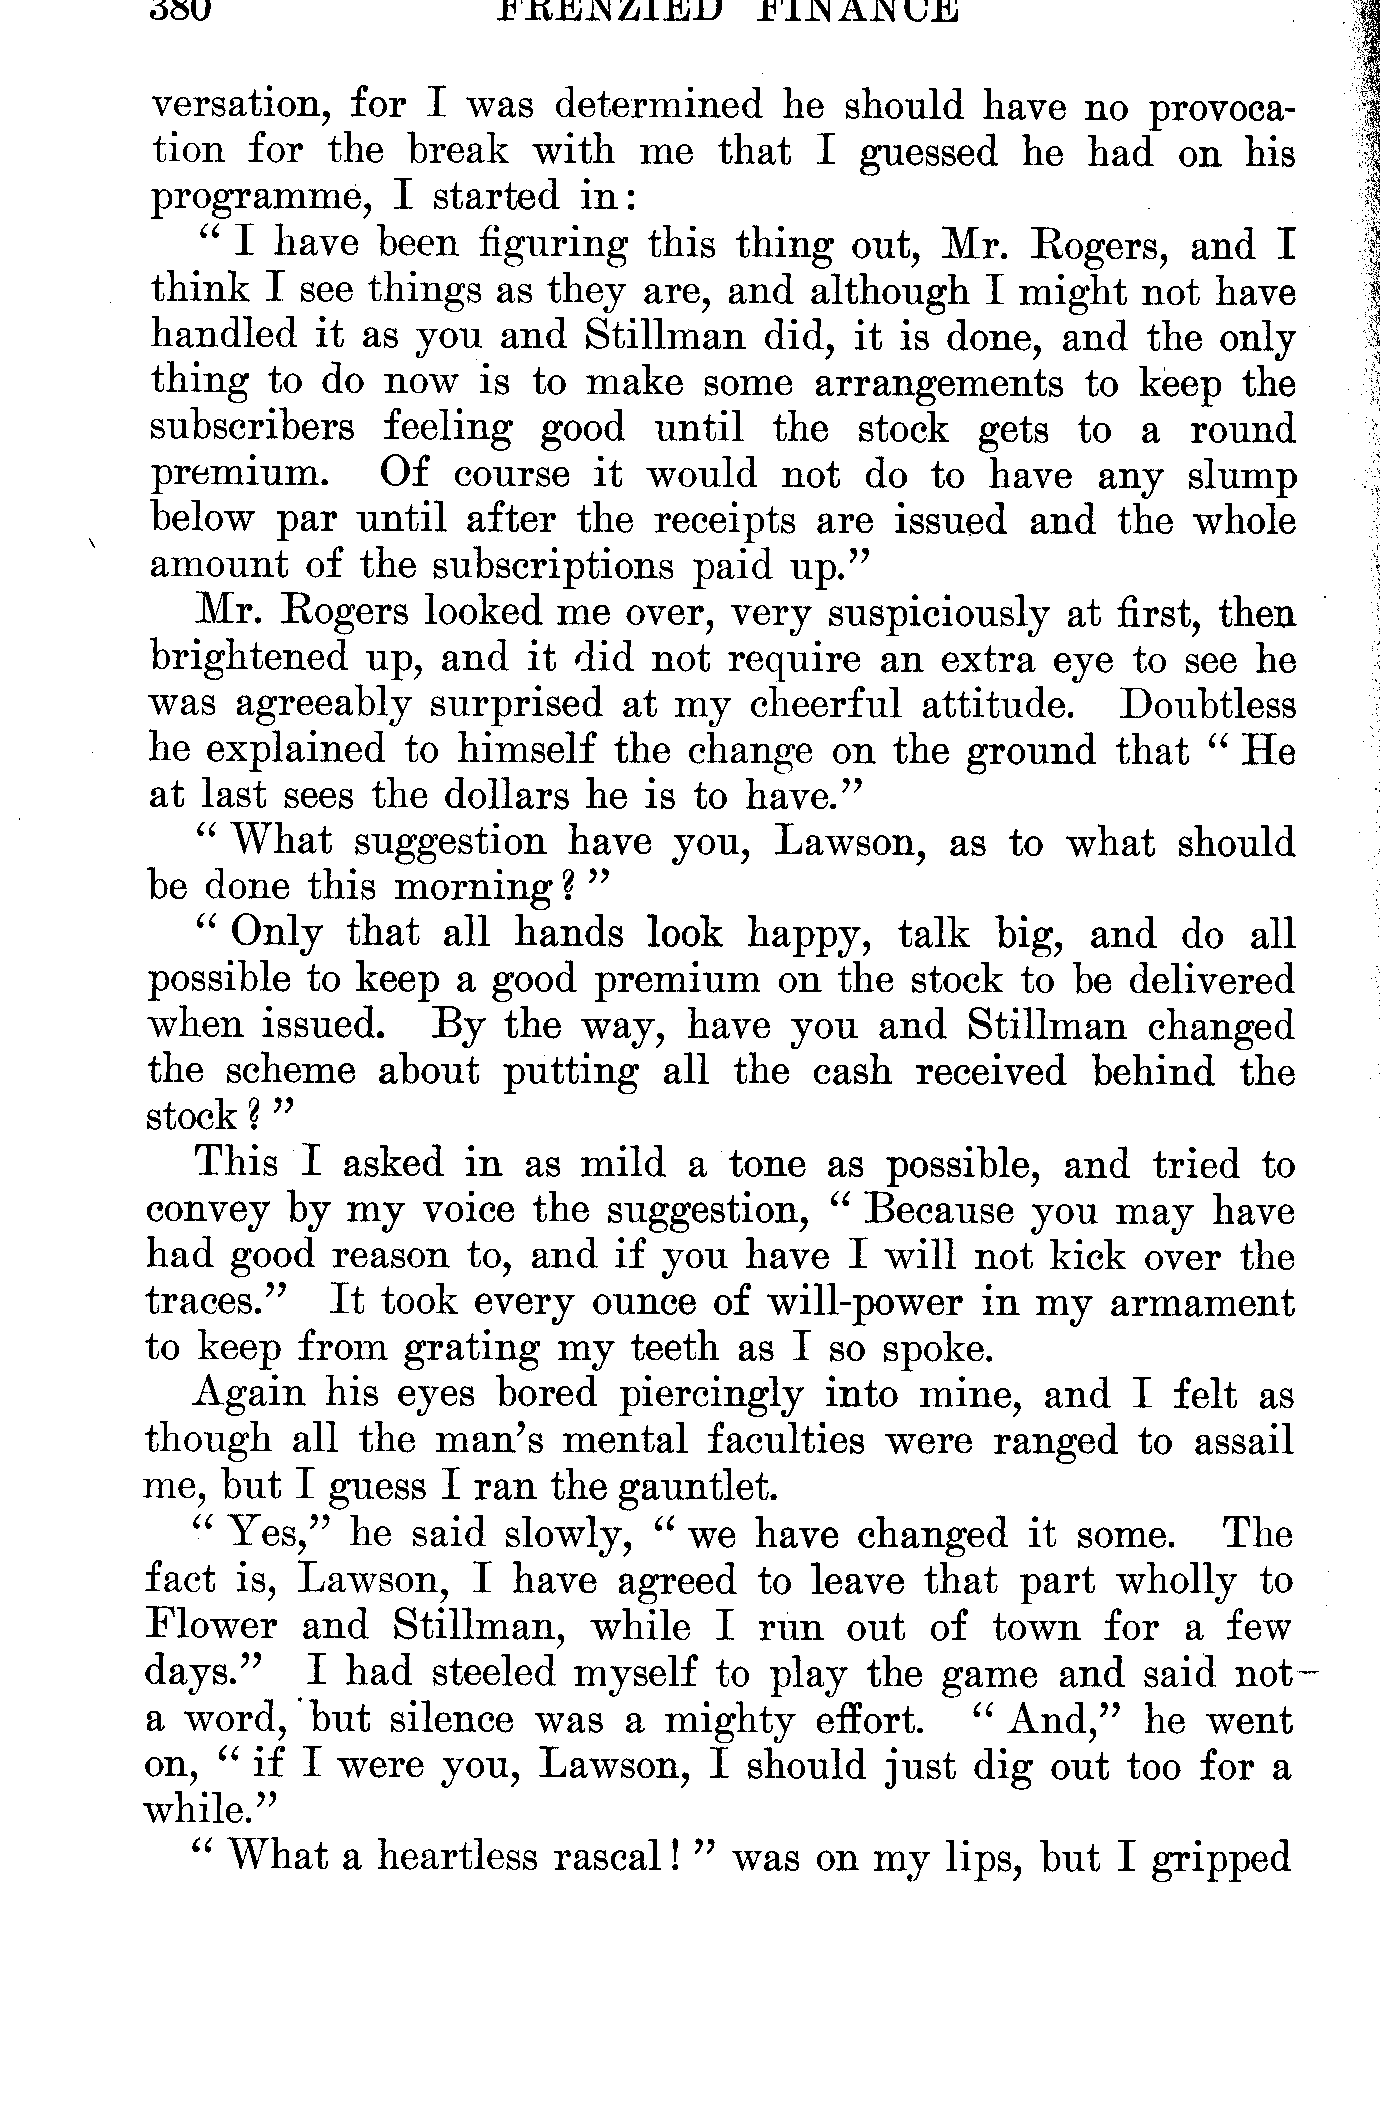 380 FRENZIED FINANCE
versation, for I was determined he should have no provoca-
tion for the break with me that I guessed he had on his
programme, I started in:
“ I have been figuring this thing out, Mr. Rogers, and I
think I see things as they are, and although I might not have
handled it as you and Stillman did, it is done, and the only
thing to do now is to make some arrangements to keep the
subscribers feeling good until the stock gets to a round
premium. Of course it would not do to have any slump
below par until after the receipts are issued and the whole
amount of the subscriptions paid up.”
Mr. Rogers looked me over, very suspiciously at first, then
brightened up, and it did not require an extra eye to see he
was agreeably surprised at my cheerful attitude. Doubtless
he explained to himself the change on the ground that “ He
at last sees the dollars he is to have.”
“ What suggestion have you, Lawson, as to what should
be done this morning? ”
“ Only that all hands look happy, talk big, and do all
possible to keep a good premium on the stock to be delivered
when issued. By the way, have you and Stillman changed
the scheme about putting all the cash received behind the
stock? ”
This I asked in as mild a tone as possible, and tried to
convey by my voice the suggestion, “ Because you may have
had good reason to, and if you have I will not kick over the
traces.” It took every ounce of will-power in my armament
to keep from grating my teeth as I so spoke.
Again his eyes bored piercingly into mine, and I felt as
though all the man’s mental faculties were ranged to assail
me, but I guess I ran the gauntlet.
“ Yes,” he said slowly, “ we have changed it some. The
fact is, Lawson, I have agreed to leave that part wholly to
Flower and Stillman, while I run out of town for a few
days.” I had steeled myself to play the game and said not
a word, but silence was a mighty effort. “ And,” he went
on, “ if I were you, Lawson, I should just dig out too for a
while.”
“ What a heartless rascal! ” was on my lips, but I gripped